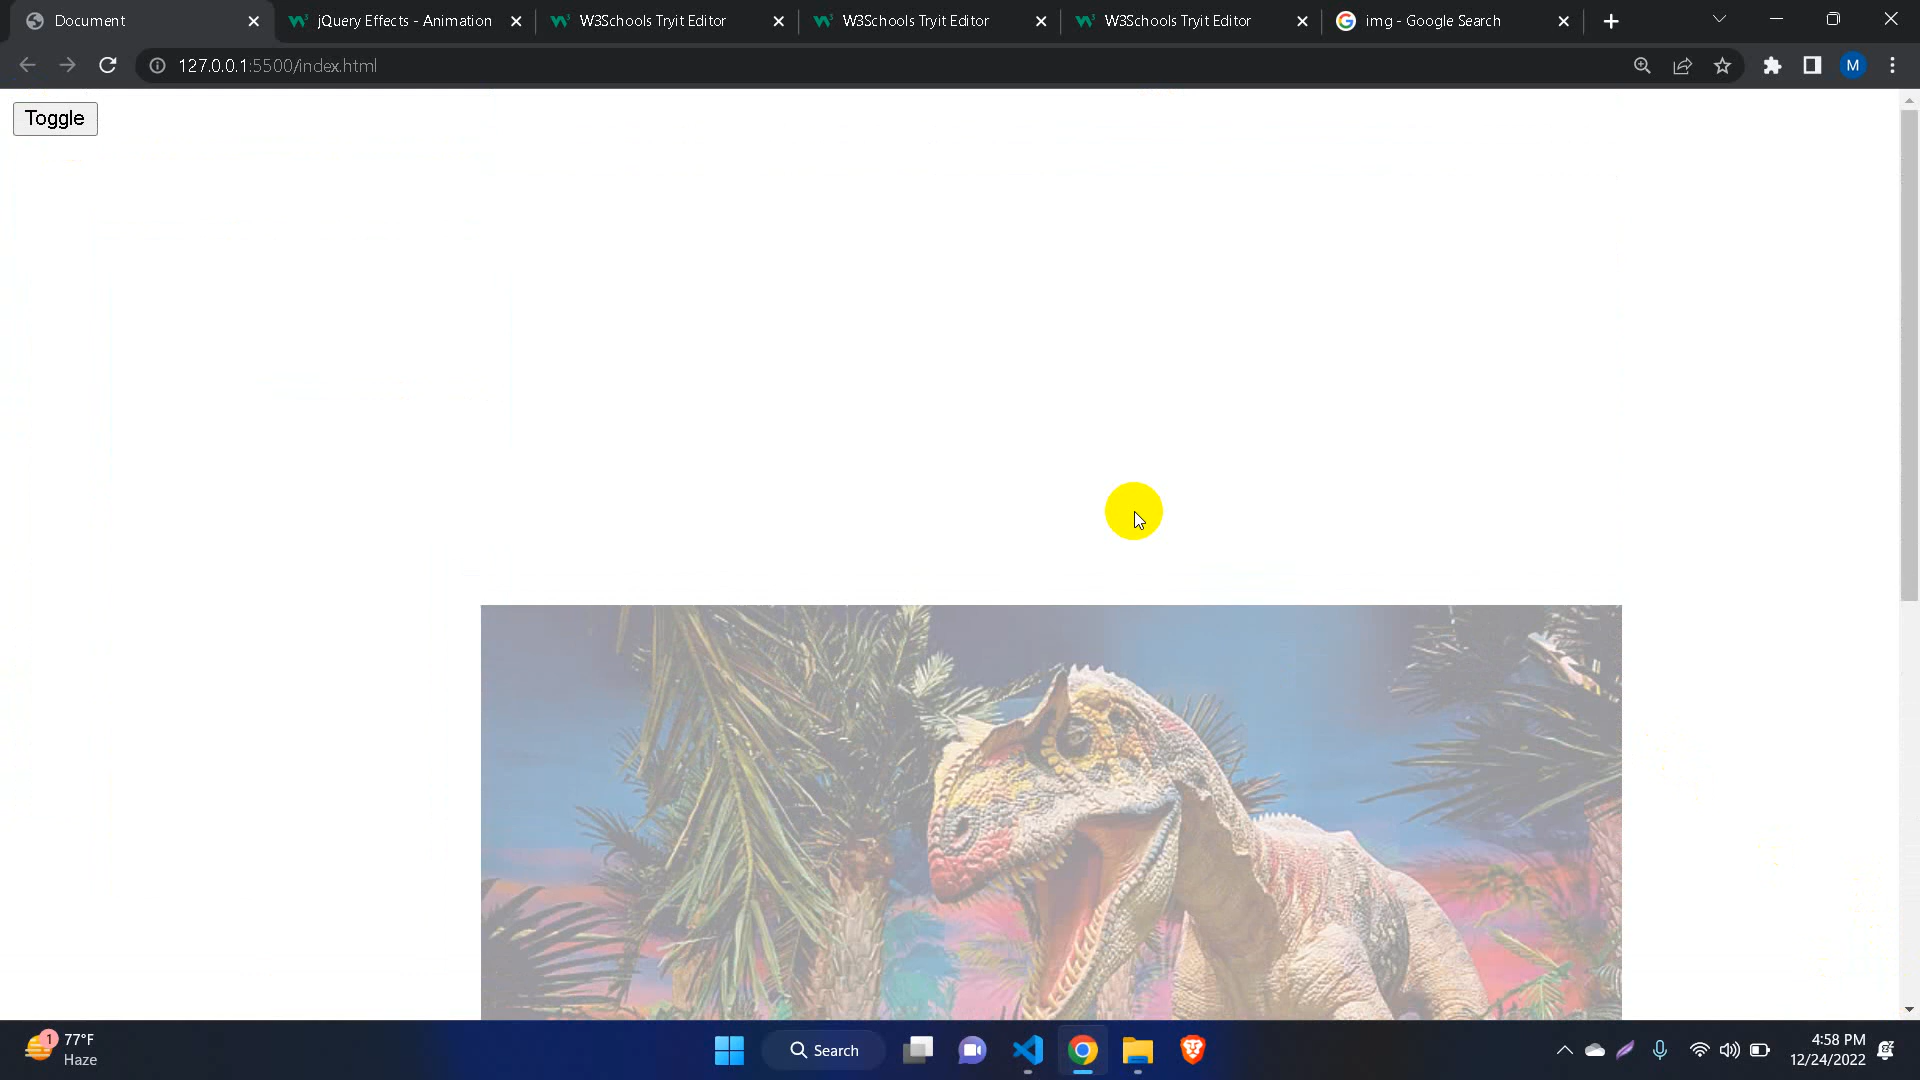 Document
jQuery Effects - Animation
W3Schools Tryit Editor
W3Schools Tryit Editor
W3Schools Tryit Editor
img - Google Search
127.0.0.1:5500/index.html
M
Toggle
1
77°F
Haze
Search
4:58 PM
12/24/2022